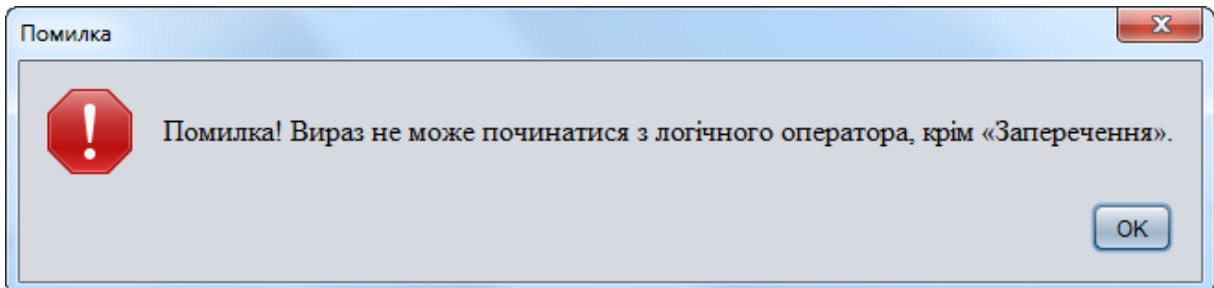 Помилка
Помилка! Вираз не може починатися з логічного оператора, крім «Заперечення».
OK